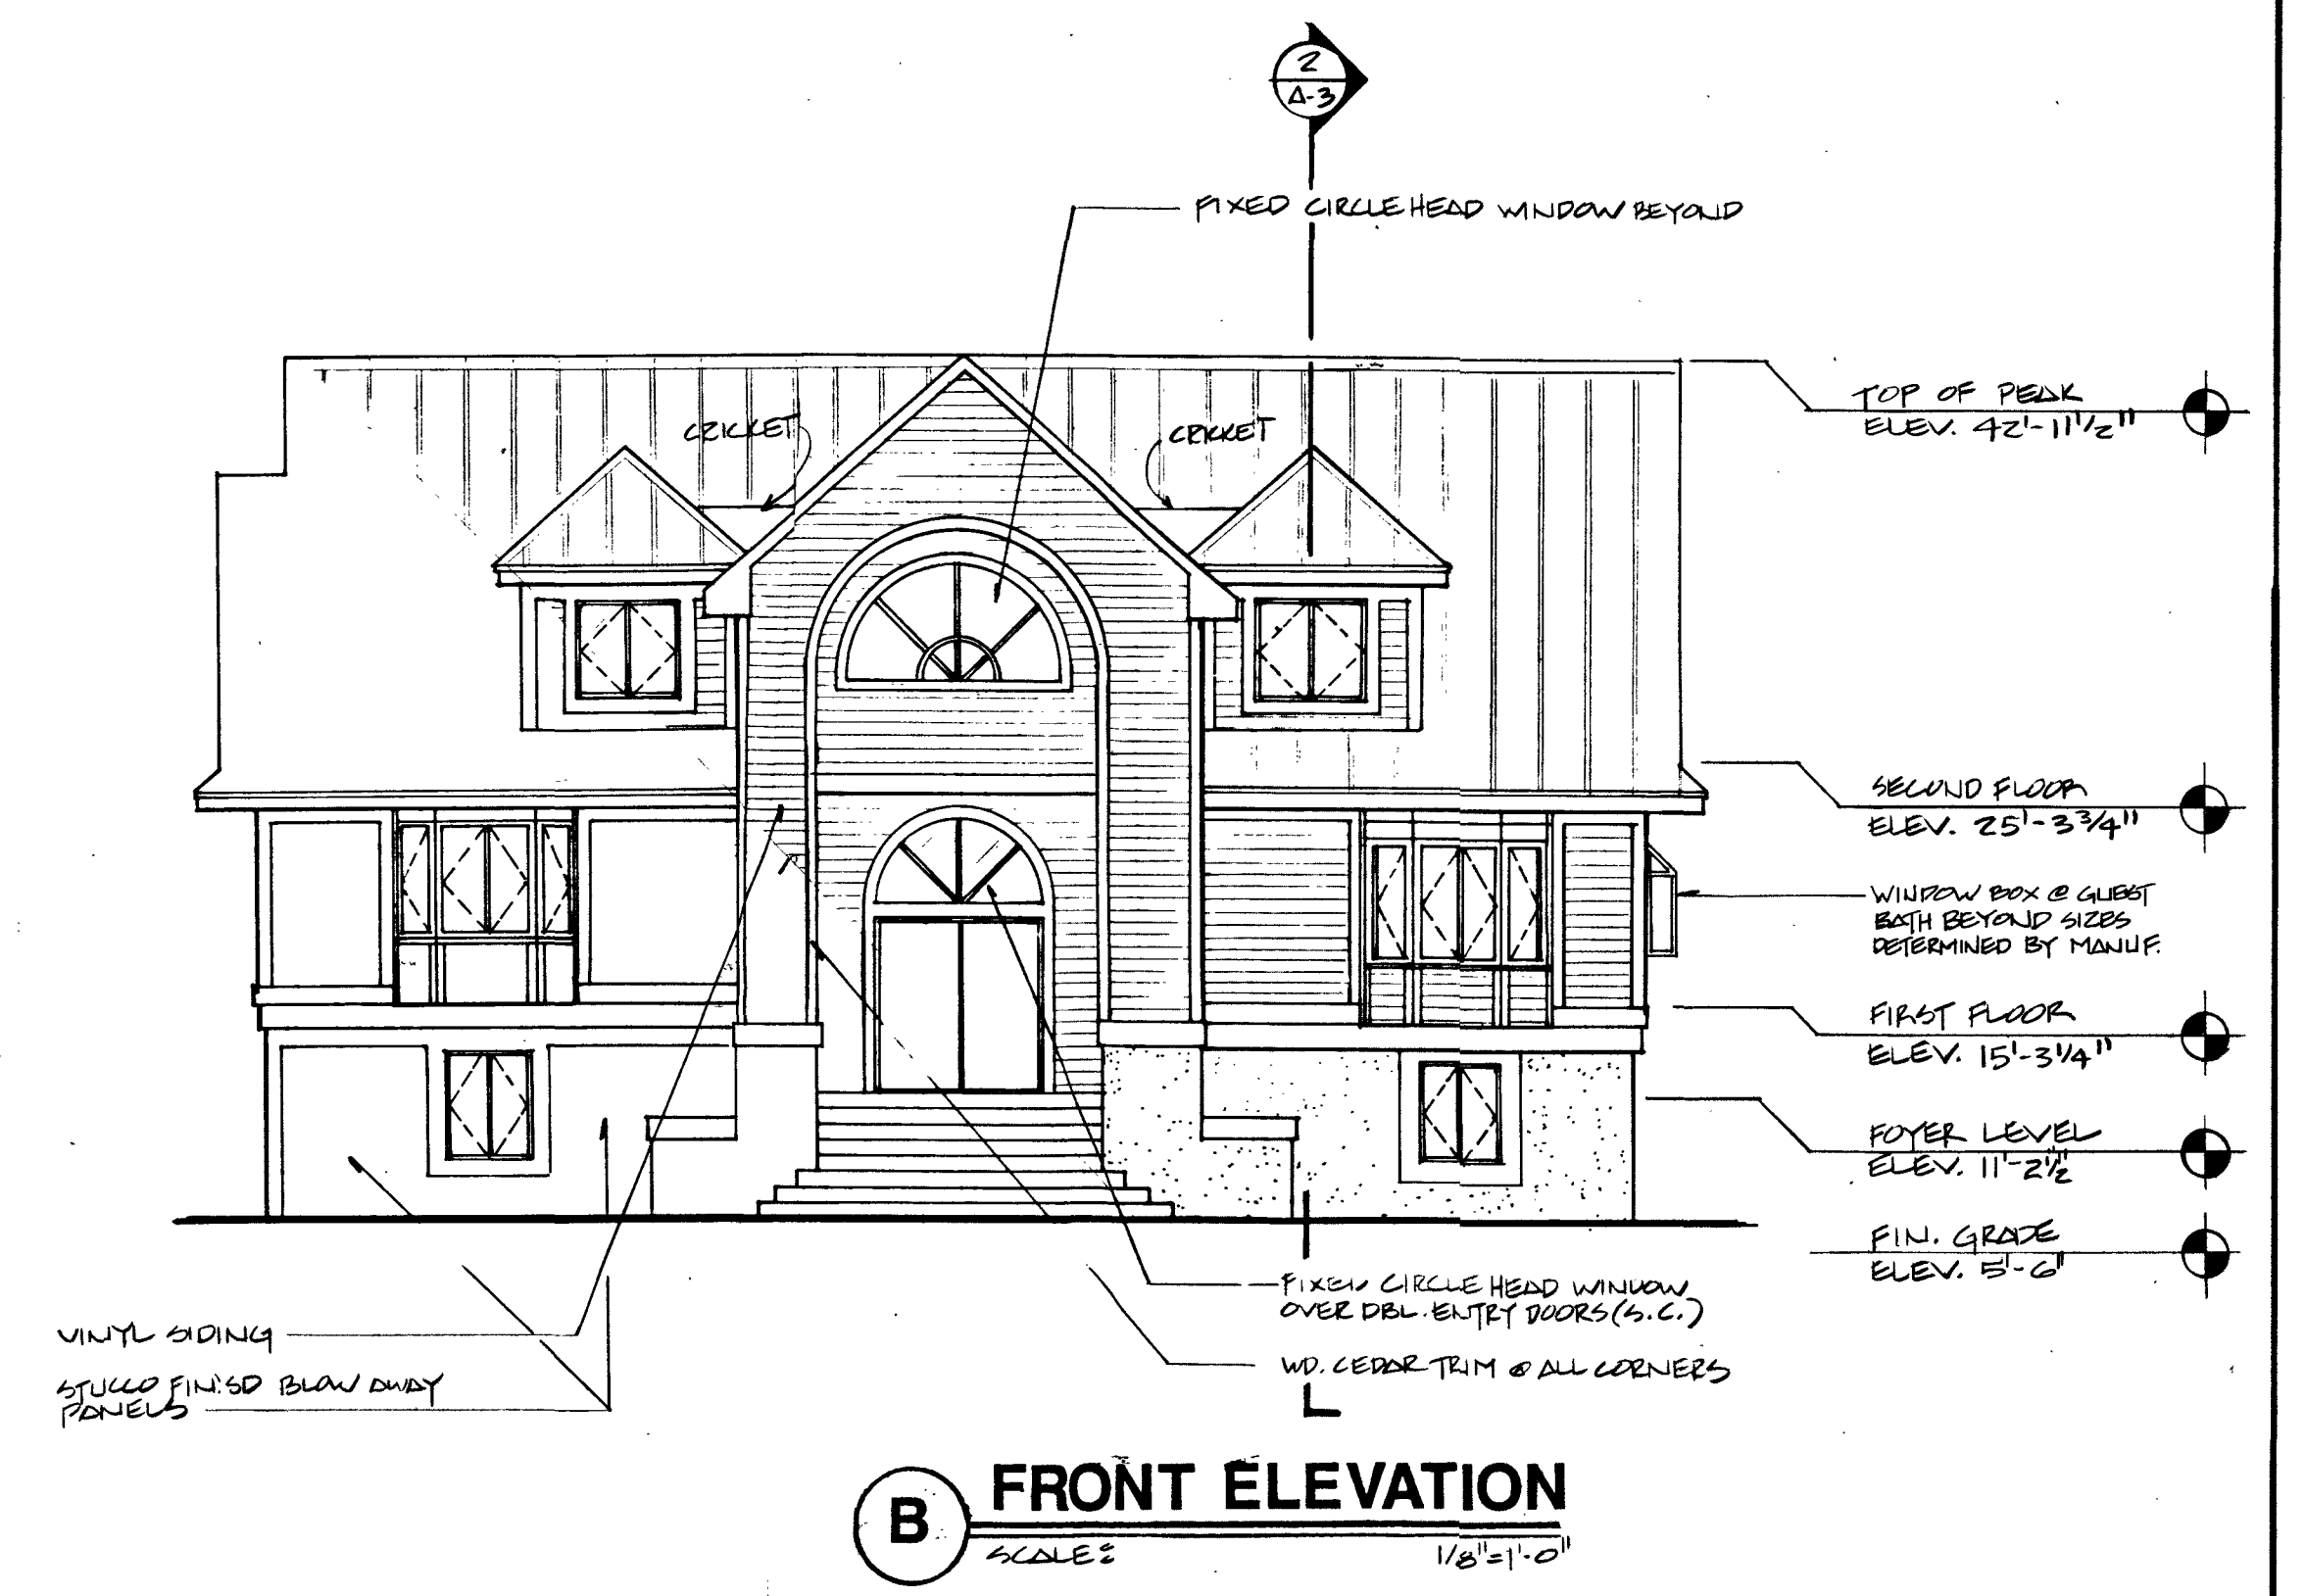 2
A-3
FIXED CIRCLE HEAD WINDOW BEYOND
CRICKET
CRICKET
TOP OF PEAK
ELEV. 42'-11 1/2"
SECOND FLOOR
ELEV. 25'-3 3/4"
WINDOW BOX @ GUEST
BATH BEYOND SIZES
DETERMINED BY MANUF.
FIRST FLOOR
ELEV. 15'-3 1/4"
FOYER LEVEL
ELEV. 11'-2 1/2"
FIN. GRADE
ELEV. 5'-6"
FIXED CIRCLE HEAD WINDOW
OVER DBL. ENTRY DOORS (S.C.)
WD. CEDAR TRIM @ ALL CORNERS
VINYL SIDING
STUCCO FIN'SD BLOW AWAY
PANELS
B
FRONT ELEVATION
SCALE: 1/8"=1'-0"